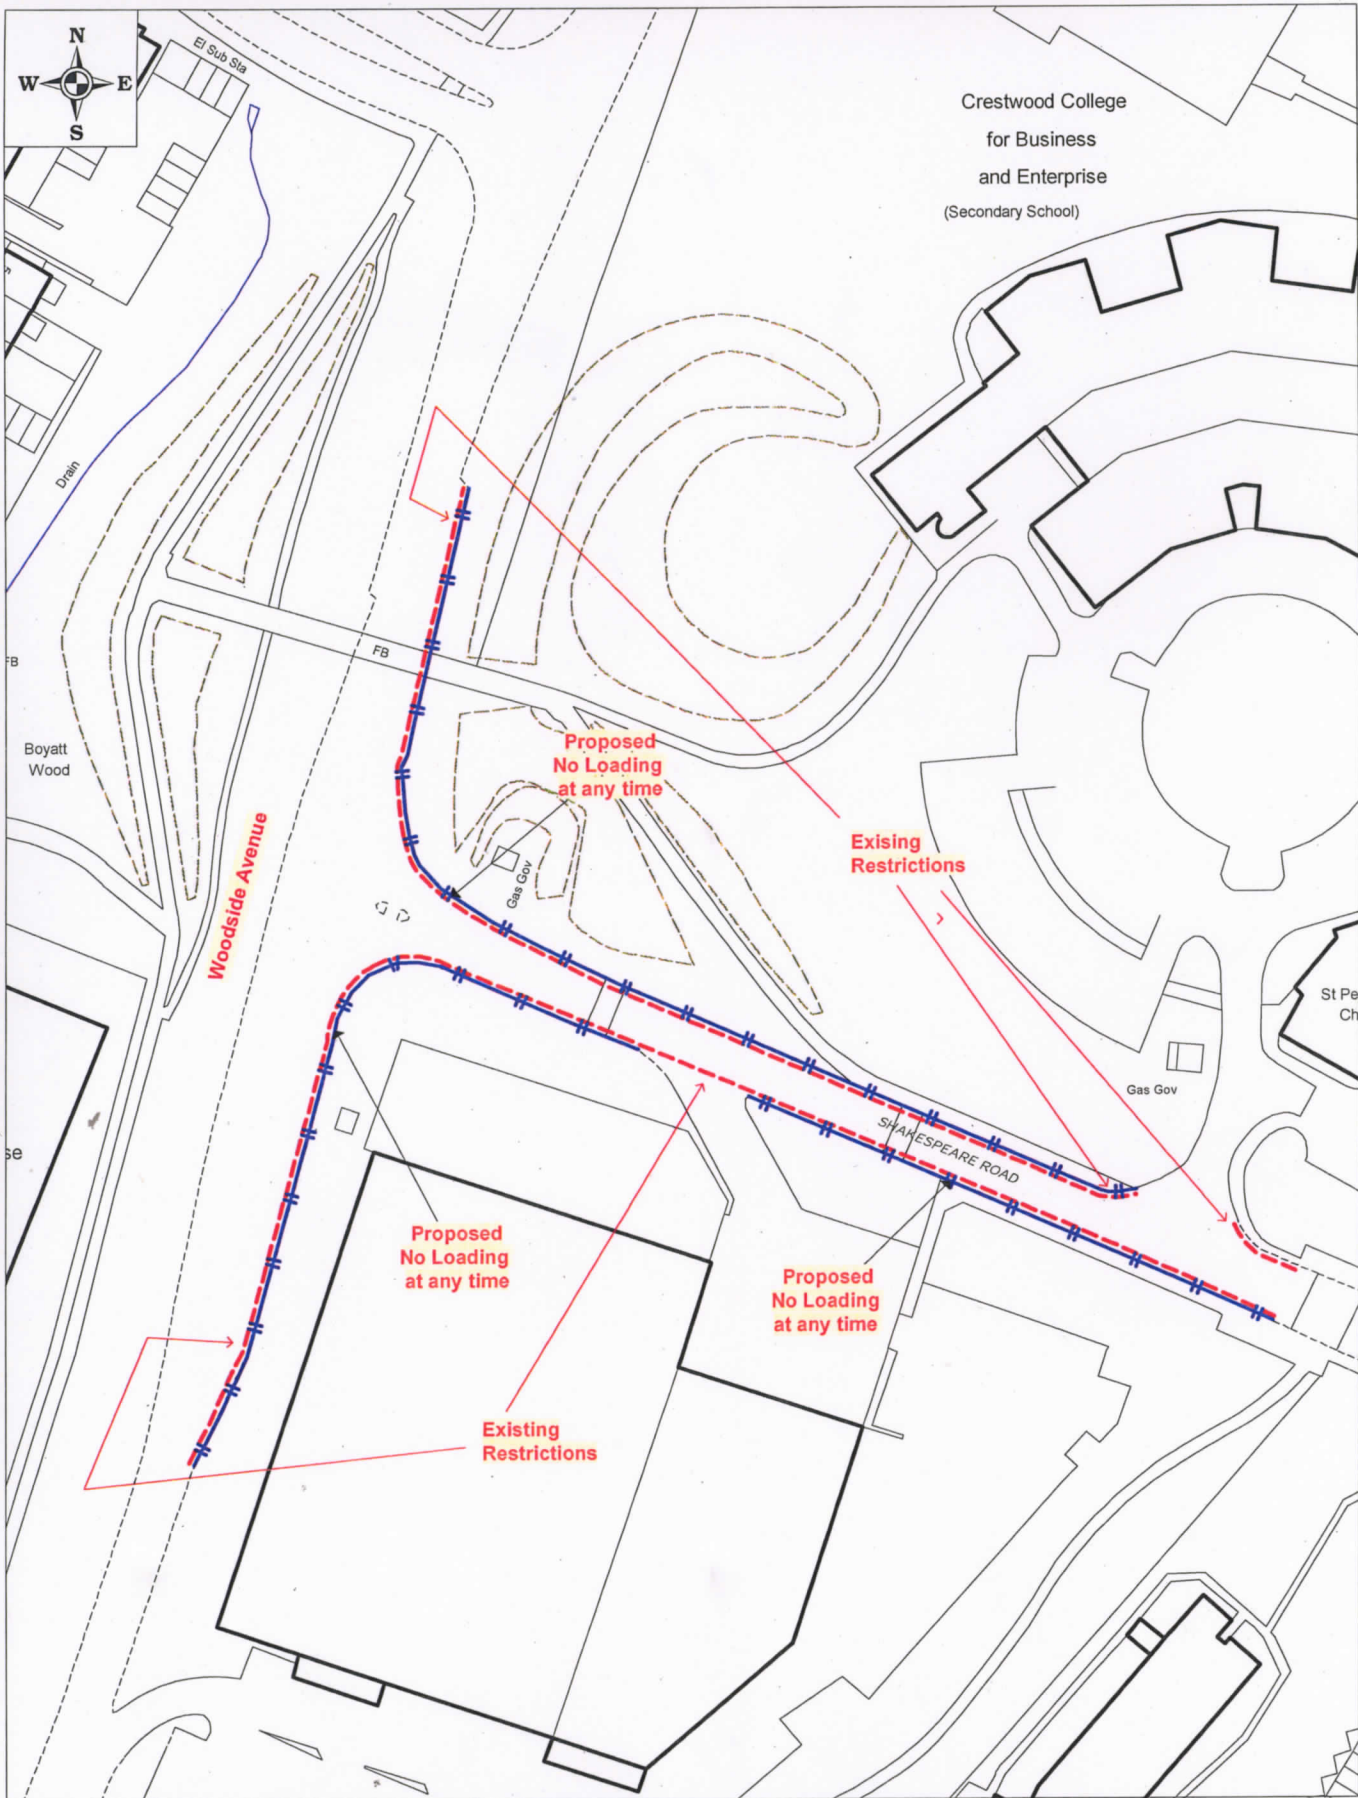 N
W E
S
El Sub Sta
Crestwood College
for Business
and Enterprise
(Secondary School)
Drain
FB
FB
Boyatt
Wood
Proposed
No Loading
at any time
Woodside Avenue
Exising
Restrictions
Gas Gov
St Pe
Ch
Gas Gov
SHAKESPEARE ROAD
se
Proposed
No Loading
at any time
Proposed
No Loading
at any time
Existing
Restrictions